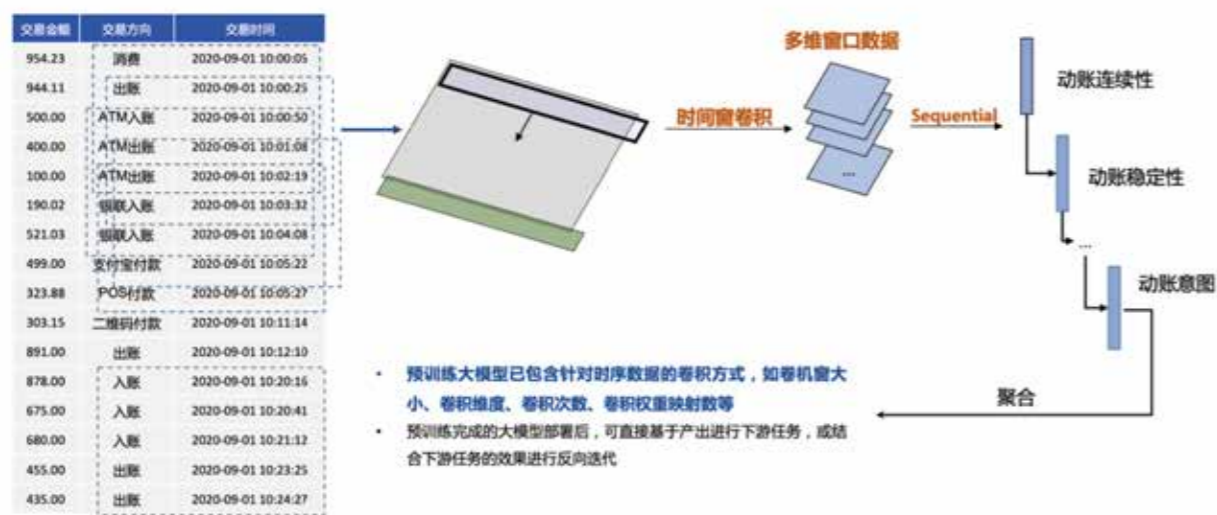 交易金额 交易方向 交易时间
954.23 消费 2020-09-01 10:00:05
944.11 出账 2020-09-01 10:00:25
500.00 ATM入账 2020-09-01 10:00:50
400.00 ATM出账 2020-09-01 10:01:08
100.00 ATM出账 2020-09-01 10:02:19
190.02 银联入账 2020-09-01 10:03:32
521.03 银联入账 2020-09-01 10:04:08
499.00 支付宝付款 2020-09-01 10:05:22
323.88 POS付款 2020-09-01 10:05:27
303.15 二维码付款 2020-09-01 10:11:14
891.00 出账 2020-09-01 10:12:10
878.00 入账 2020-09-01 10:20:16
675.00 入账 2020-09-01 10:20:41
680.00 入账 2020-09-01 10:21:12
455.00 出账 2020-09-01 10:23:25
435.00 出账 2020-09-01 10:24:27
时间窗卷积
多维窗口数据
...
Sequential
动账连续性
动账稳定性
...
动账意图
聚合
• 预训练大模型已包含针对时序数据的卷积方式，如卷机窗大
小、卷积维度、卷积次数、卷积权重映射数等
• 预训练完成的大模型部署后，可直接基于产出进行下游任务，或结
合下游任务的效果进行反向迭代